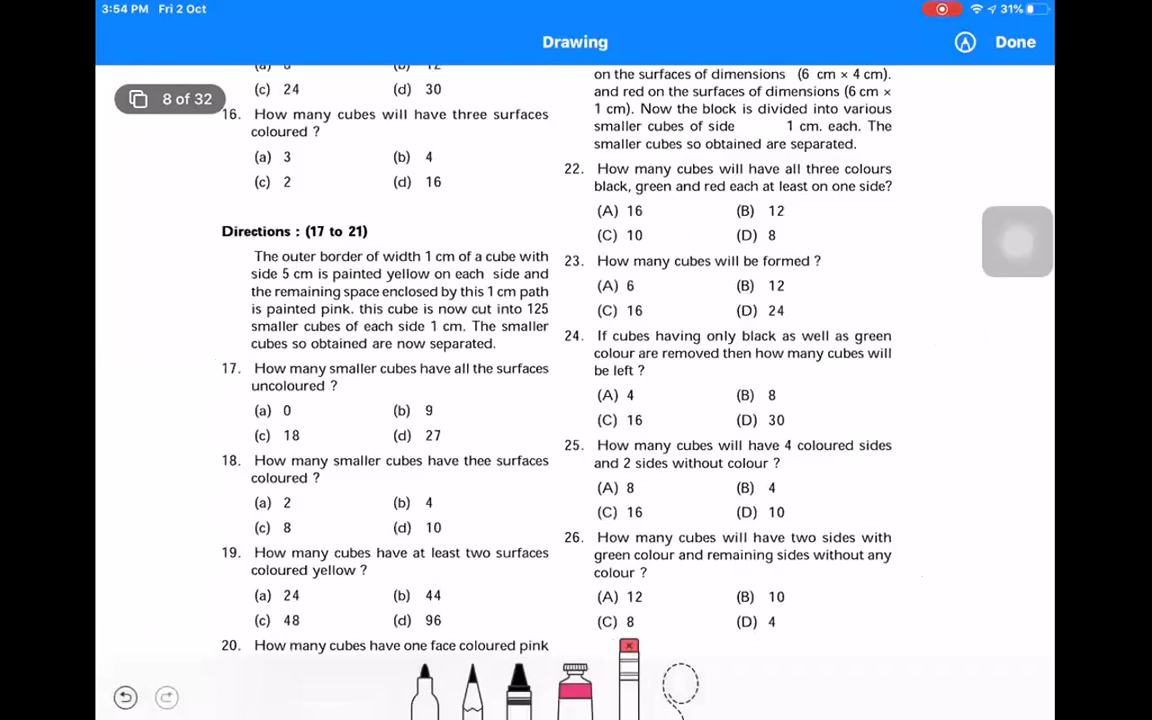 3:54 PM Fri 2 Oct
31%
Drawing
Done
8 of 32
(c) 24 (d) 30
16. How many cubes will have three surfaces
coloured ?
(a) 3 (b) 4
(c) 2 (d) 16
Directions : (17 to 21)
The outer border of width 1 cm of a cube with
side 5 cm is painted yellow on each side and
the remaining space enclosed by this 1 cm path
is painted pink. this cube is now cut into 125
smaller cubes of each side 1 cm. The smaller
cubes so obtained are now separated.
17. How many smaller cubes have all the surfaces
uncoloured ?
(a) 0 (b) 9
(c) 18 (d) 27
18. How many smaller cubes have thee surfaces
coloured ?
(a) 2 (b) 4
(c) 8 (d) 10
19. How many cubes have at least two surfaces
coloured yellow ?
(a) 24 (b) 44
(c) 48 (d) 96
20. How many cubes have one face coloured pink
on the surfaces of dimensions (6 cm × 4 cm).
and red on the surfaces of dimensions (6 cm ×
1 cm). Now the block is divided into various
smaller cubes of side 1 cm. each. The
smaller cubes so obtained are separated.
22. How many cubes will have all three colours
black, green and red each at least on one side?
(A) 16 (B) 12
(C) 10 (D) 8
23. How many cubes will be formed ?
(A) 6 (B) 12
(C) 16 (D) 24
24. If cubes having only black as well as green
colour are removed then how many cubes will
be left ?
(A) 4 (B) 8
(C) 16 (D) 30
25. How many cubes will have 4 coloured sides
and 2 sides without colour ?
(A) 8 (B) 4
(C) 16 (D) 10
26. How many cubes will have two sides with
green colour and remaining sides without any
colour ?
(A) 12 (B) 10
(C) 8 (D) 4